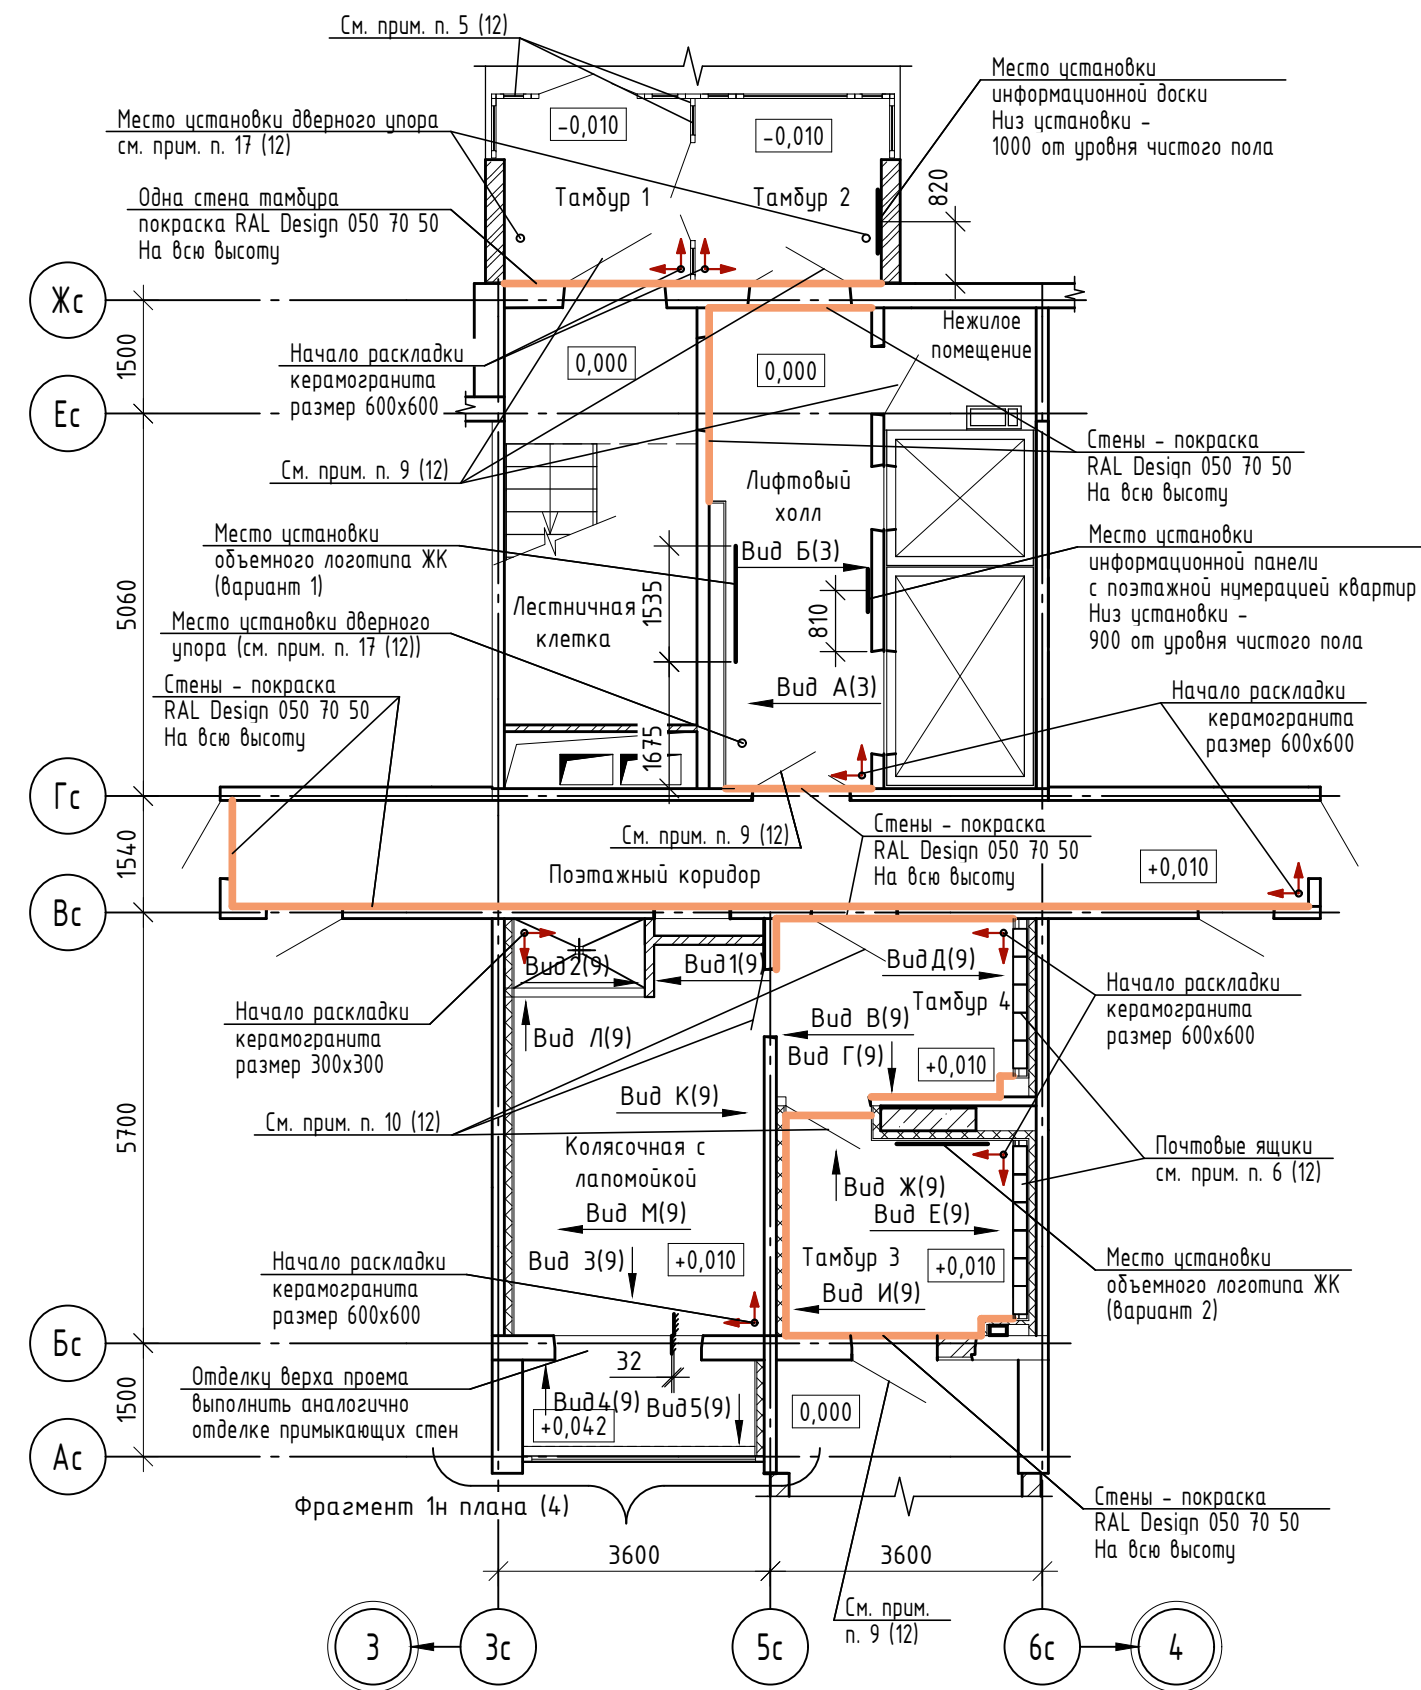 См. прим. п. 5 (12)
Место установки
информационной доски
Низ установки -
1000 от уровня чистого пола
Место установки дверного упора
см. прим. п. 17 (12)
-0,010
-0,010
820
Одна стена тамбура
покраска RAL Design 050 70 50
На всю высоту
Тамбур 1
Тамбур 2
Жс
1500
Нежилое
помещение
Начало раскладки
керамогранита
размер 600х600
0,000
0,000
Ес
См. прим. п. 9 (12)
Стены - покраска
RAL Design 050 70 50
На всю высоту
Лифтовый
холл
Место установки
объемного логотипа ЖК
(вариант 1)
Вид Б(3)
Место установки
информационной панели
с поэтажной нумерацией квартир
Низ установки -
900 от уровня чистого пола
5060
1535
810
Лестничная
клетка
Место установки дверного
упора (см. прим. п. 17 (12))
Стены - покраска
RAL Design 050 70 50
На всю высоту
Вид А(3)
Начало раскладки
керамогранита
размер 600х600
1675
Гс
См. прим. п. 9 (12)
Стены - покраска
RAL Design 050 70 50
На всю высоту
1540
Поэтажный коридор
+0,010
Вс
Вид2(9)
Вид1(9)
ВидД(9)
Начало раскладки
керамогранита
размер 300х300
Вид Л(9)
Вид В(9)
Тамбур 4
Начало раскладки
керамогранита
размер 600х600
Вид Г(9)
+0,010
См. прим. п. 10 (12)
Вид К(9)
5700
Колясочная с
лапомойкой
Почтовые ящики
см. прим. п. 6 (12)
Вид Ж(9)
Вид М(9)
Вид Е(9)
Начало раскладки
керамогранита
размер 600х600
Вид З(9)
+0,010
Тамбур 3
+0,010
Место установки
объемного логотипа ЖК
(вариант 2)
Вид И(9)
Бс
32
Отделку верха проема
выполнить аналогично
отделке примыкающих стен
1500
Вид4(9)
Вид5(9)
+0,042
0,000
Ас
Фрагмент 1н плана (4)
Стены - покраска
RAL Design 050 70 50
На всю высоту
3600
3600
См. прим.
п. 9 (12)
3
3с
5с
6с
4